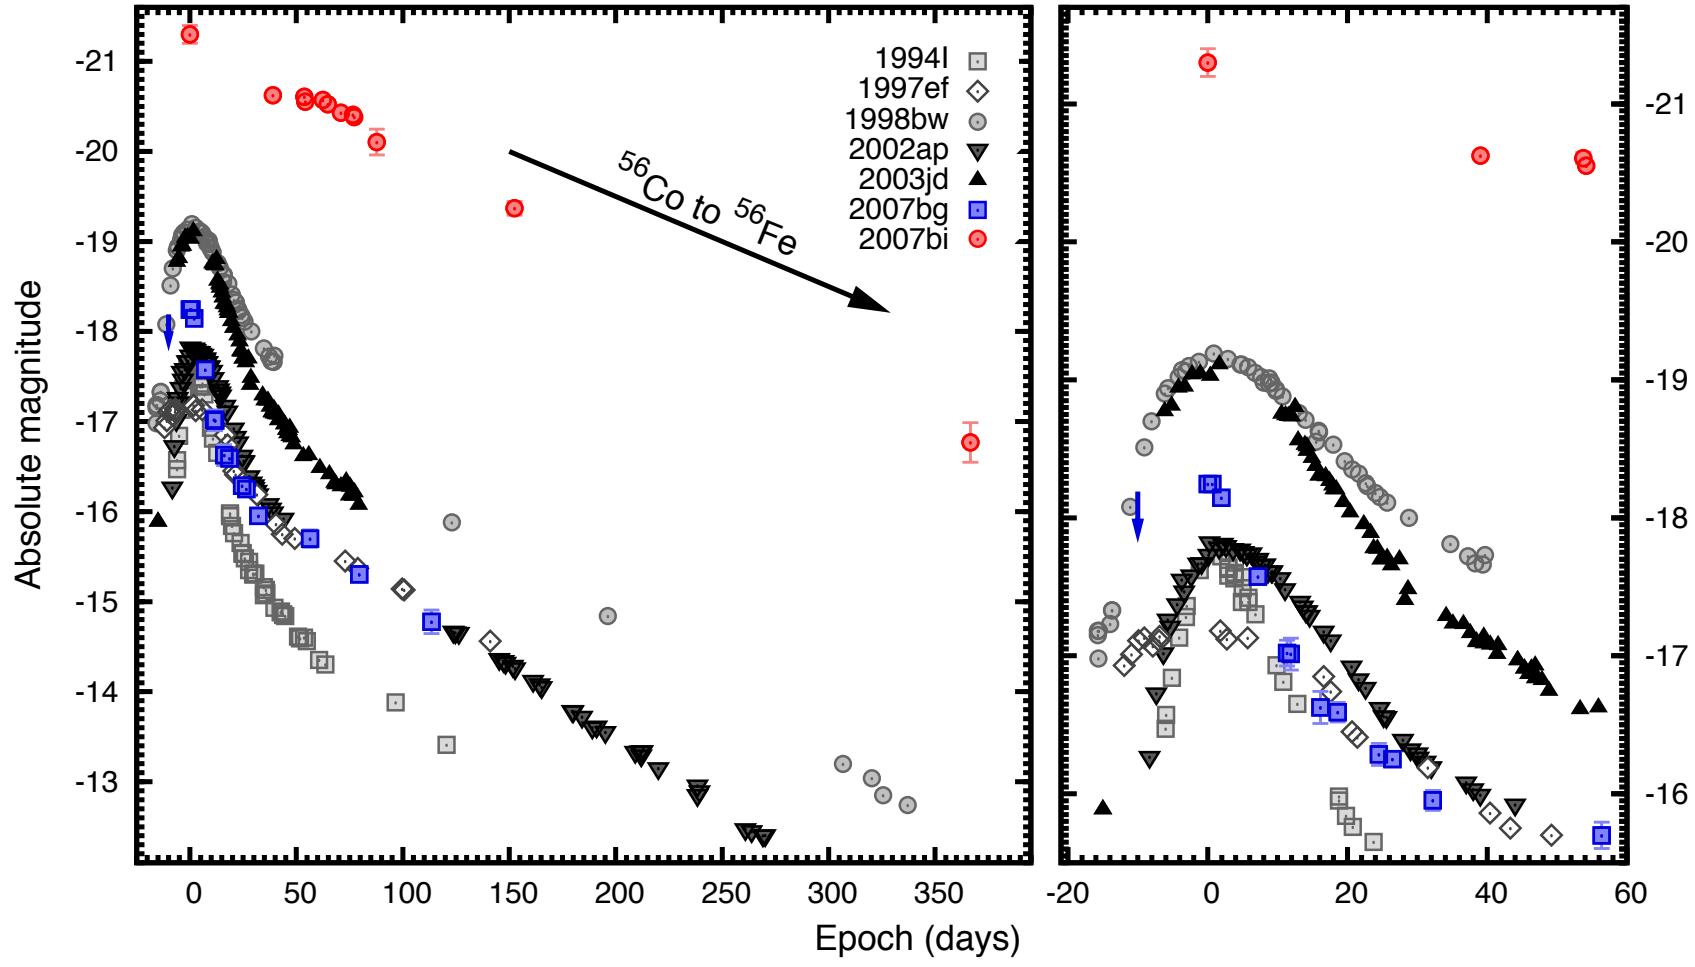 1994I
1997ef
1998bw
2002ap
2003jd
2007bg
2007bi
56Co to 56Fe
Absolute magnitude
-21
-20
-19
-18
-17
-16
-15
-14
-13
0 50 100 150 200 250 300 350
-21
-20
-19
-18
-17
-16
-20 0 20 40 60
Epoch (days)